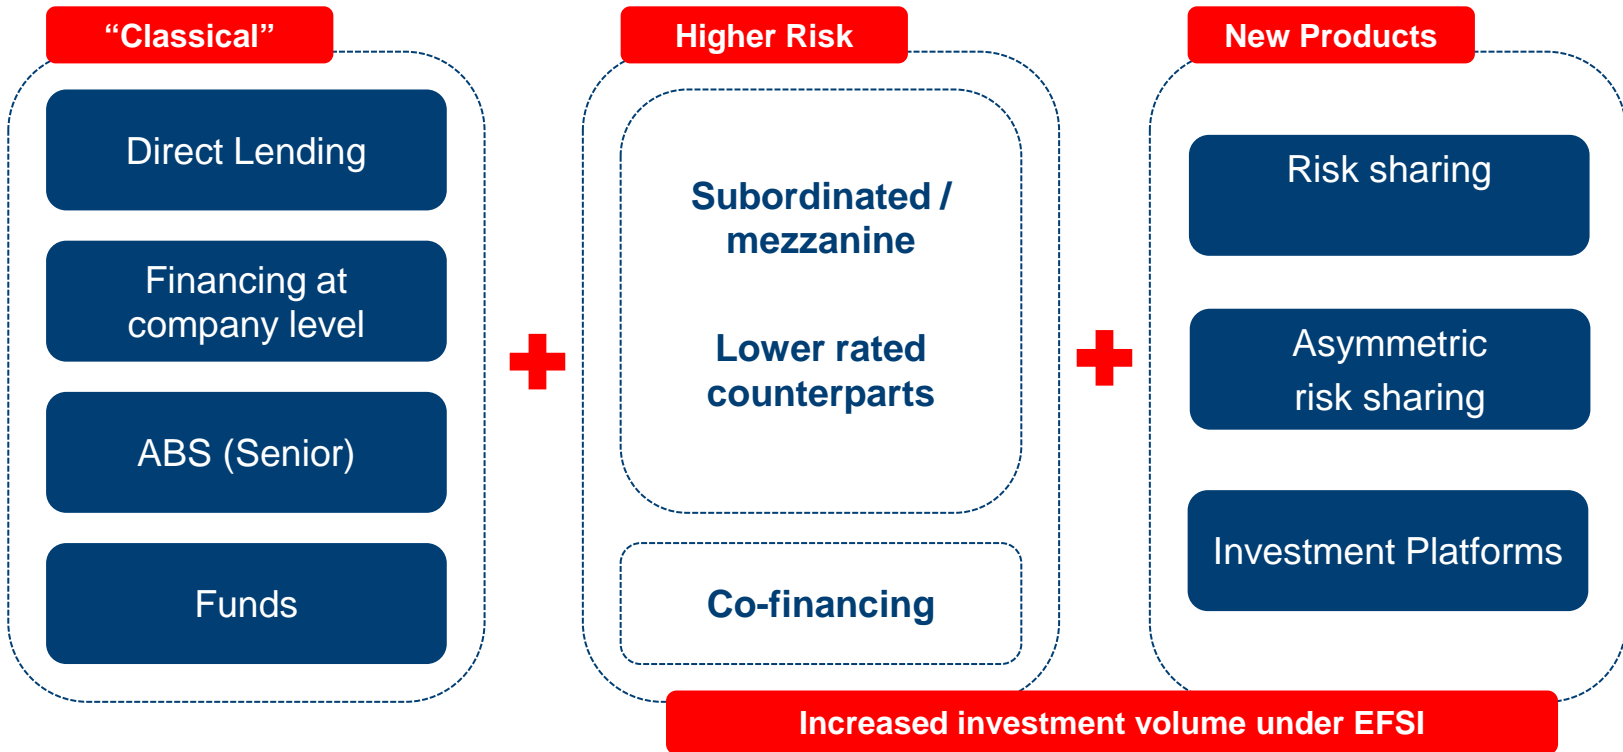 “Classical”
Direct Lending
Financing at
company level
ABS (Senior)
Funds
Higher Risk
Subordinated /
mezzanine
Lower rated
counterparts
Co-financing
New Products
Risk sharing
Asymmetric
risk sharing
Investment Platforms
Increased investment volume under EFSI